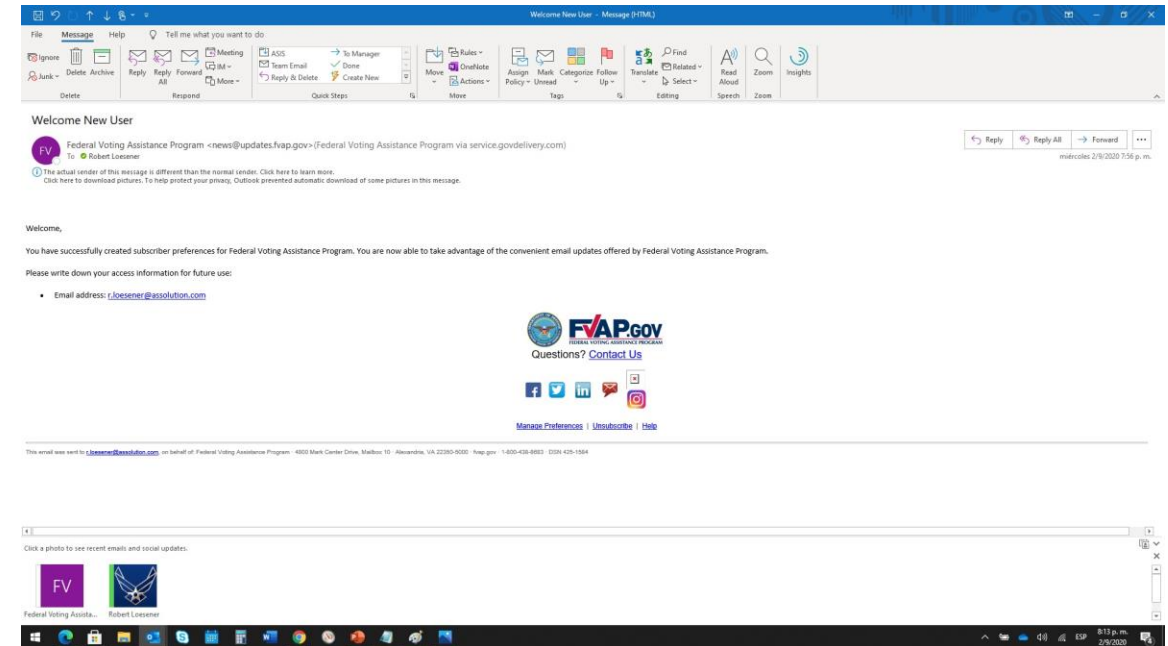 Welcome New User - Message (HTML)
File Message Help Tell me what you want to do
Ignore
Junk
Delete Archive
Reply Reply All Forward
Meeting
IM
More
ASIS
Team Email
Reply & Delete
To Manager
Done
Create New
Move
Rules
OneNote
Actions
Assign Policy Mark Unread Categorize Follow Up
Translate
Find
Related
Select
Read Aloud
Zoom
Insights
Delete Respond Quick Steps Move Tags Editing Speech Zoom
Welcome New User
FV
Federal Voting Assistance Program <news@updates.fvap.gov>(Federal Voting Assistance Program via service.govdelivery.com)
To Robert Loesener
Reply Reply All Forward
miércoles 2/9/2020 7:56 p. m.
The actual sender of this message is different than the normal sender. Click here to learn more.
Click here to download pictures. To help protect your privacy, Outlook prevented automatic download of some pictures in this message.
Welcome,
You have successfully created subscriber preferences for Federal Voting Assistance Program. You are now able to take advantage of the convenient email updates offered by Federal Voting Assistance Program.
Please write down your access information for future use:
• Email address: r.loesener@assolution.com
FVAP.GOV
FEDERAL VOTING ASSISTANCE PROGRAM
Questions? Contact Us
Manage Preferences | Unsubscribe | Help
This email was sent to r.loesener@assolution.com, on behalf of: Federal Voting Assistance Program · 4800 Mark Center Drive, Mailbox 10 · Alexandria, VA 22350-5000 · fvap.gov · 1-800-438-8683 · DSN 425-1584
Click a photo to see recent emails and social updates.
FV
Federal Voting Assista...
Robert Loesener
ESP
8:13 p. m.
2/9/2020